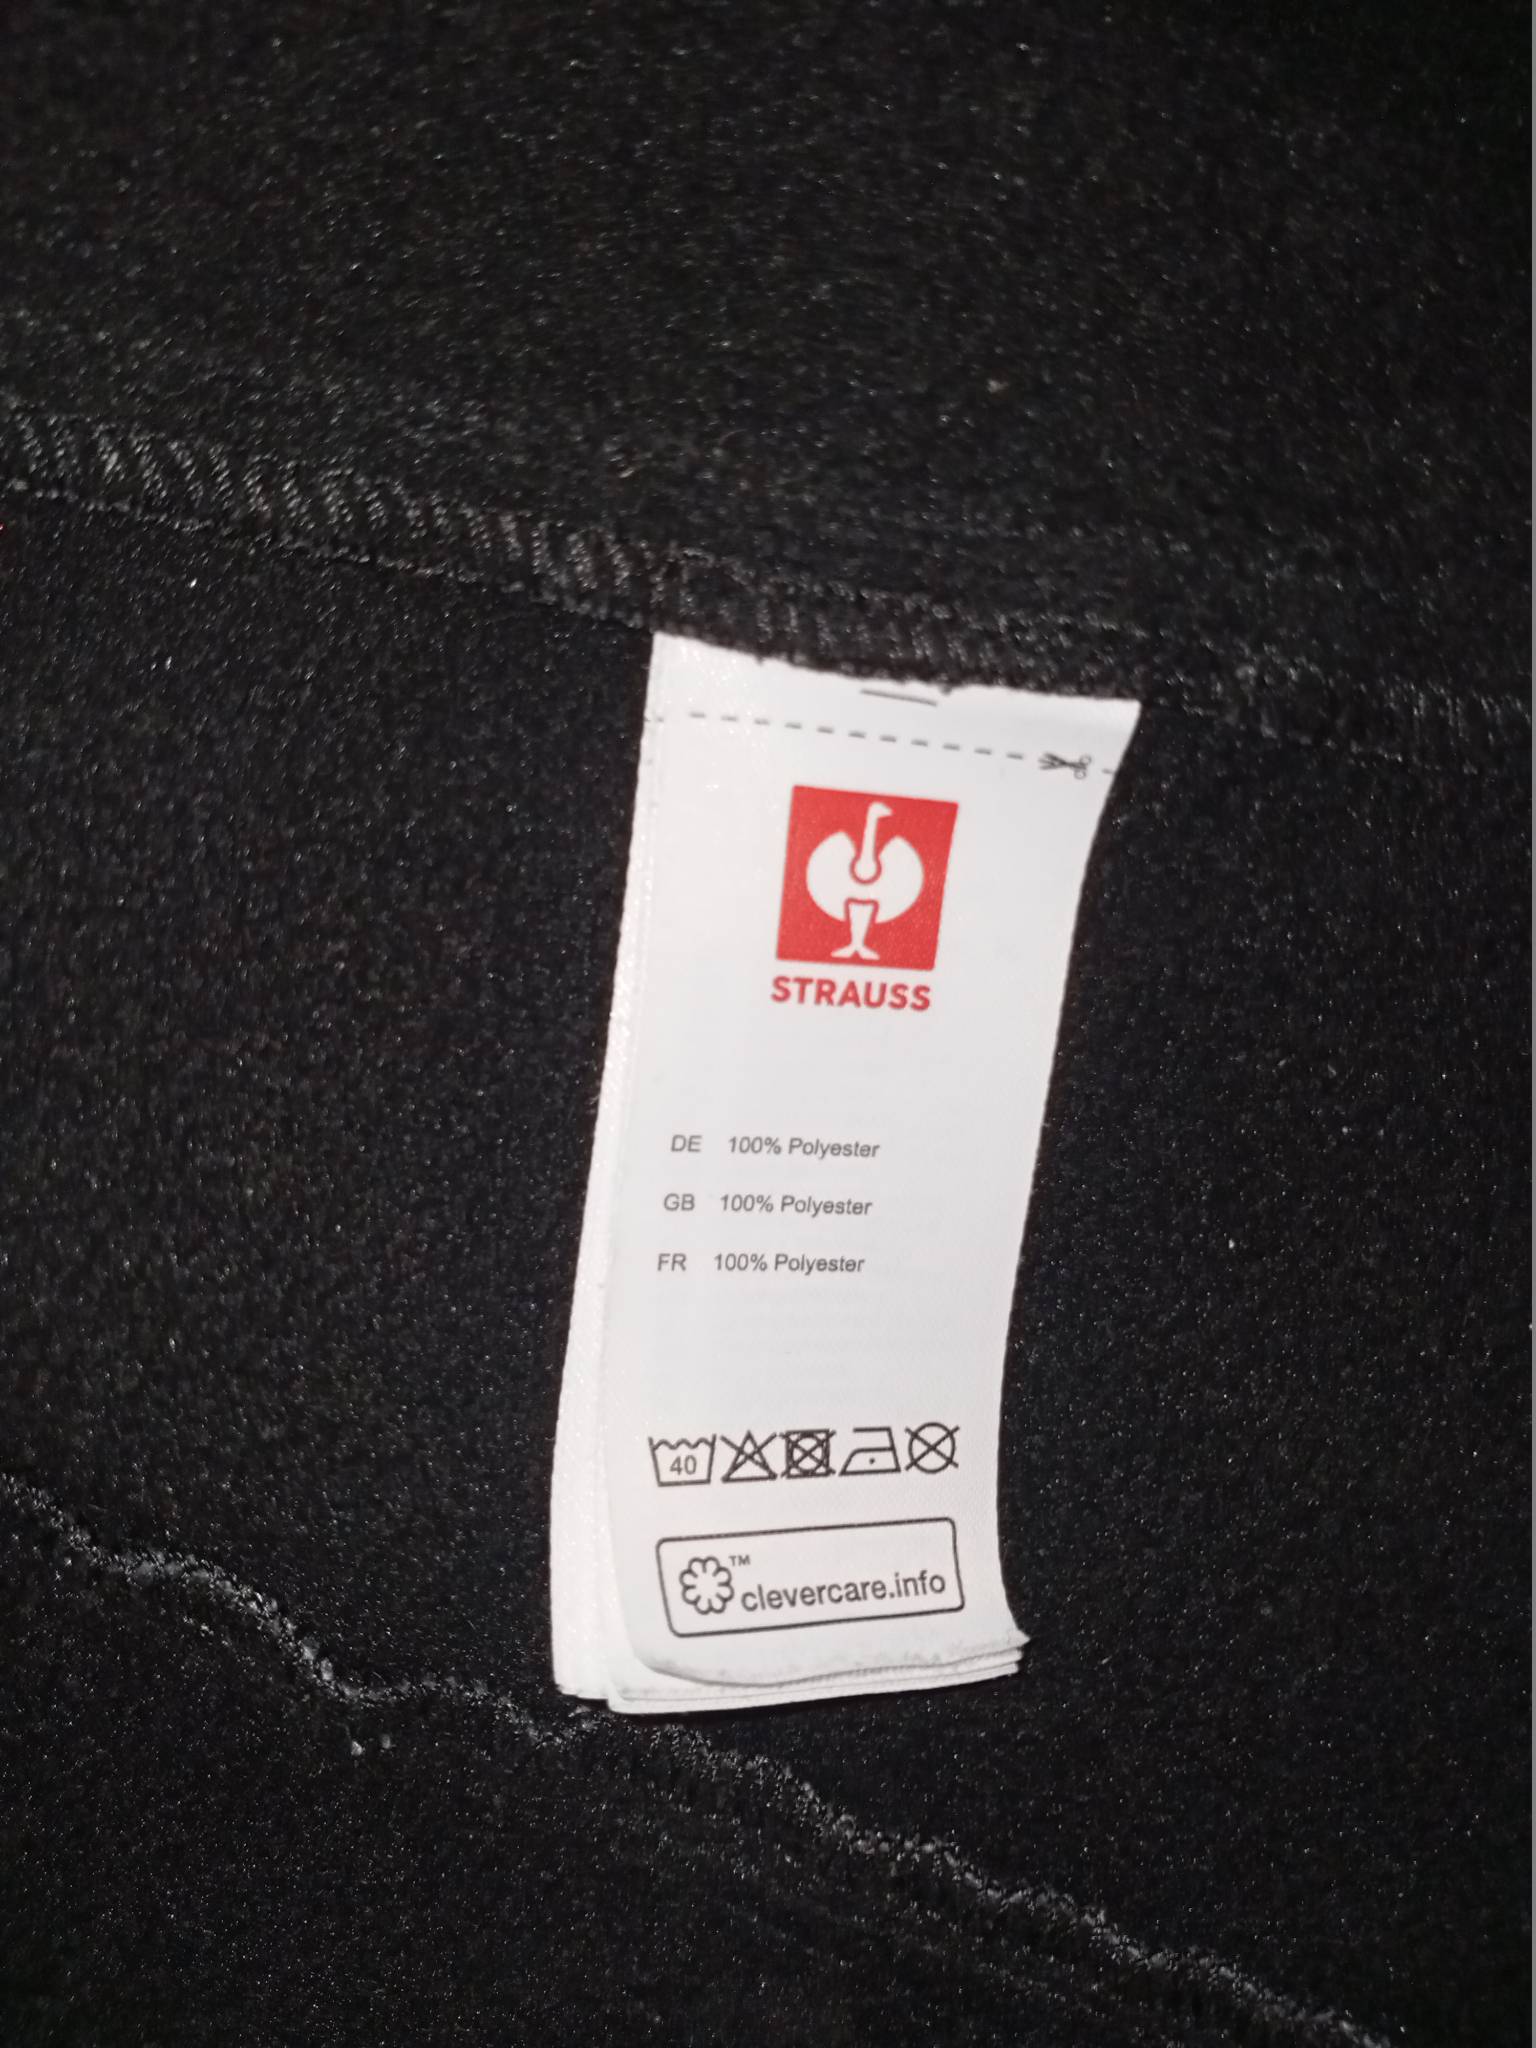 STRAUSS
DE 100% Polyester
GB 100% Polyester
FR 100% Polyester
40
™
clevercare.info